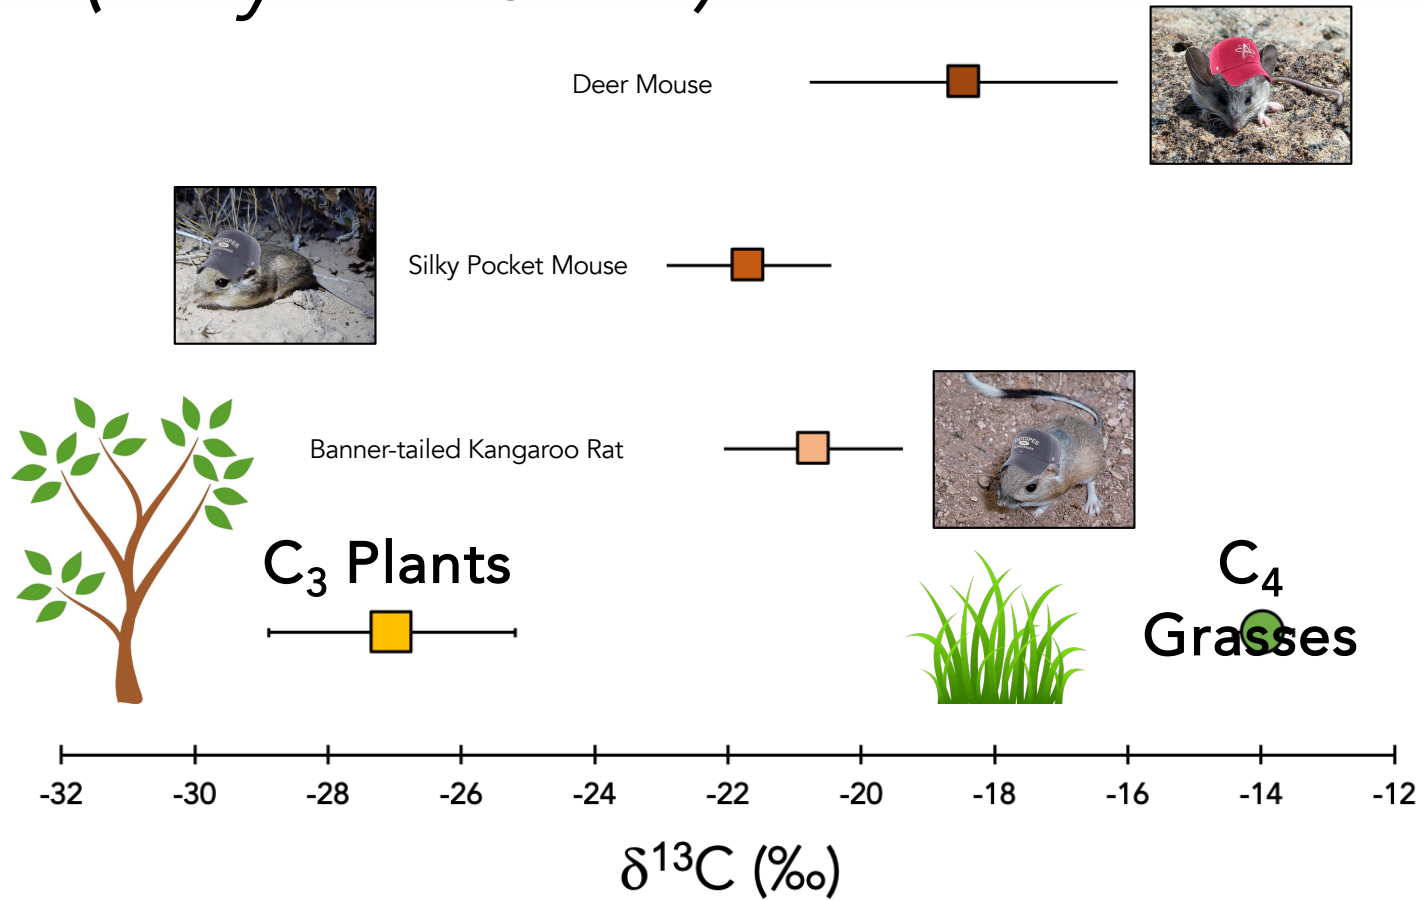 Deer Mouse
Silky Pocket Mouse
Banner-tailed Kangaroo Rat
C₃ Plants
C₄
Grasses
-32 -30 -28 -26 -24 -22 -20 -18 -16 -14 -12
δ¹³C (‰)